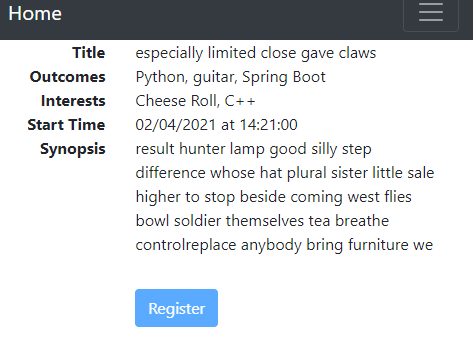 Home
Title especially limited close gave claws
Outcomes Python, guitar, Spring Boot
Interests Cheese Roll, C++
Start Time 02/04/2021 at 14:21:00
Synopsis result hunter lamp good silly step
difference whose hat plural sister little sale
higher to stop beside coming west flies
bowl soldier themselves tea breathe
controlreplace anybody bring furniture we
Register